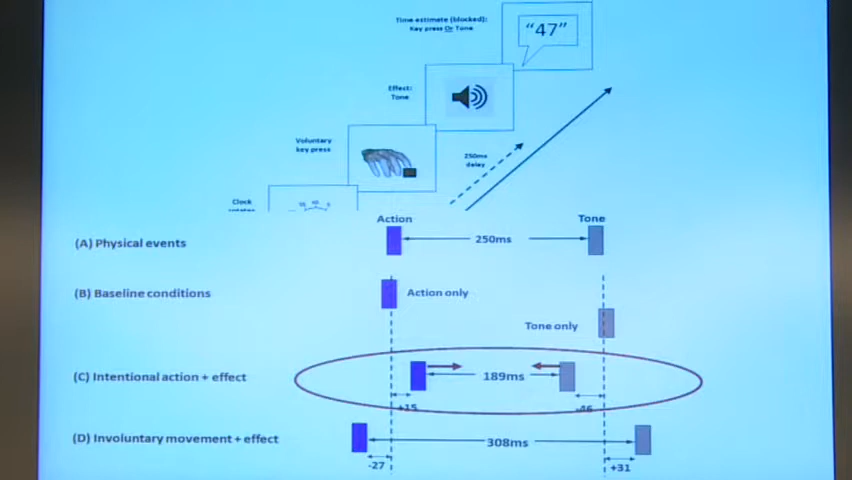 Time estimate (blocked):
Key press Or Tone
"47"
Effect:
Tone
Voluntary
key press
250ms
delay
Clock
Action
Tone
(A) Physical events
250ms
(B) Baseline conditions
Action only
Tone only
(C) Intentional action + effect
189ms
+15
-46
(D) Involuntary movement + effect
308ms
-27
+31